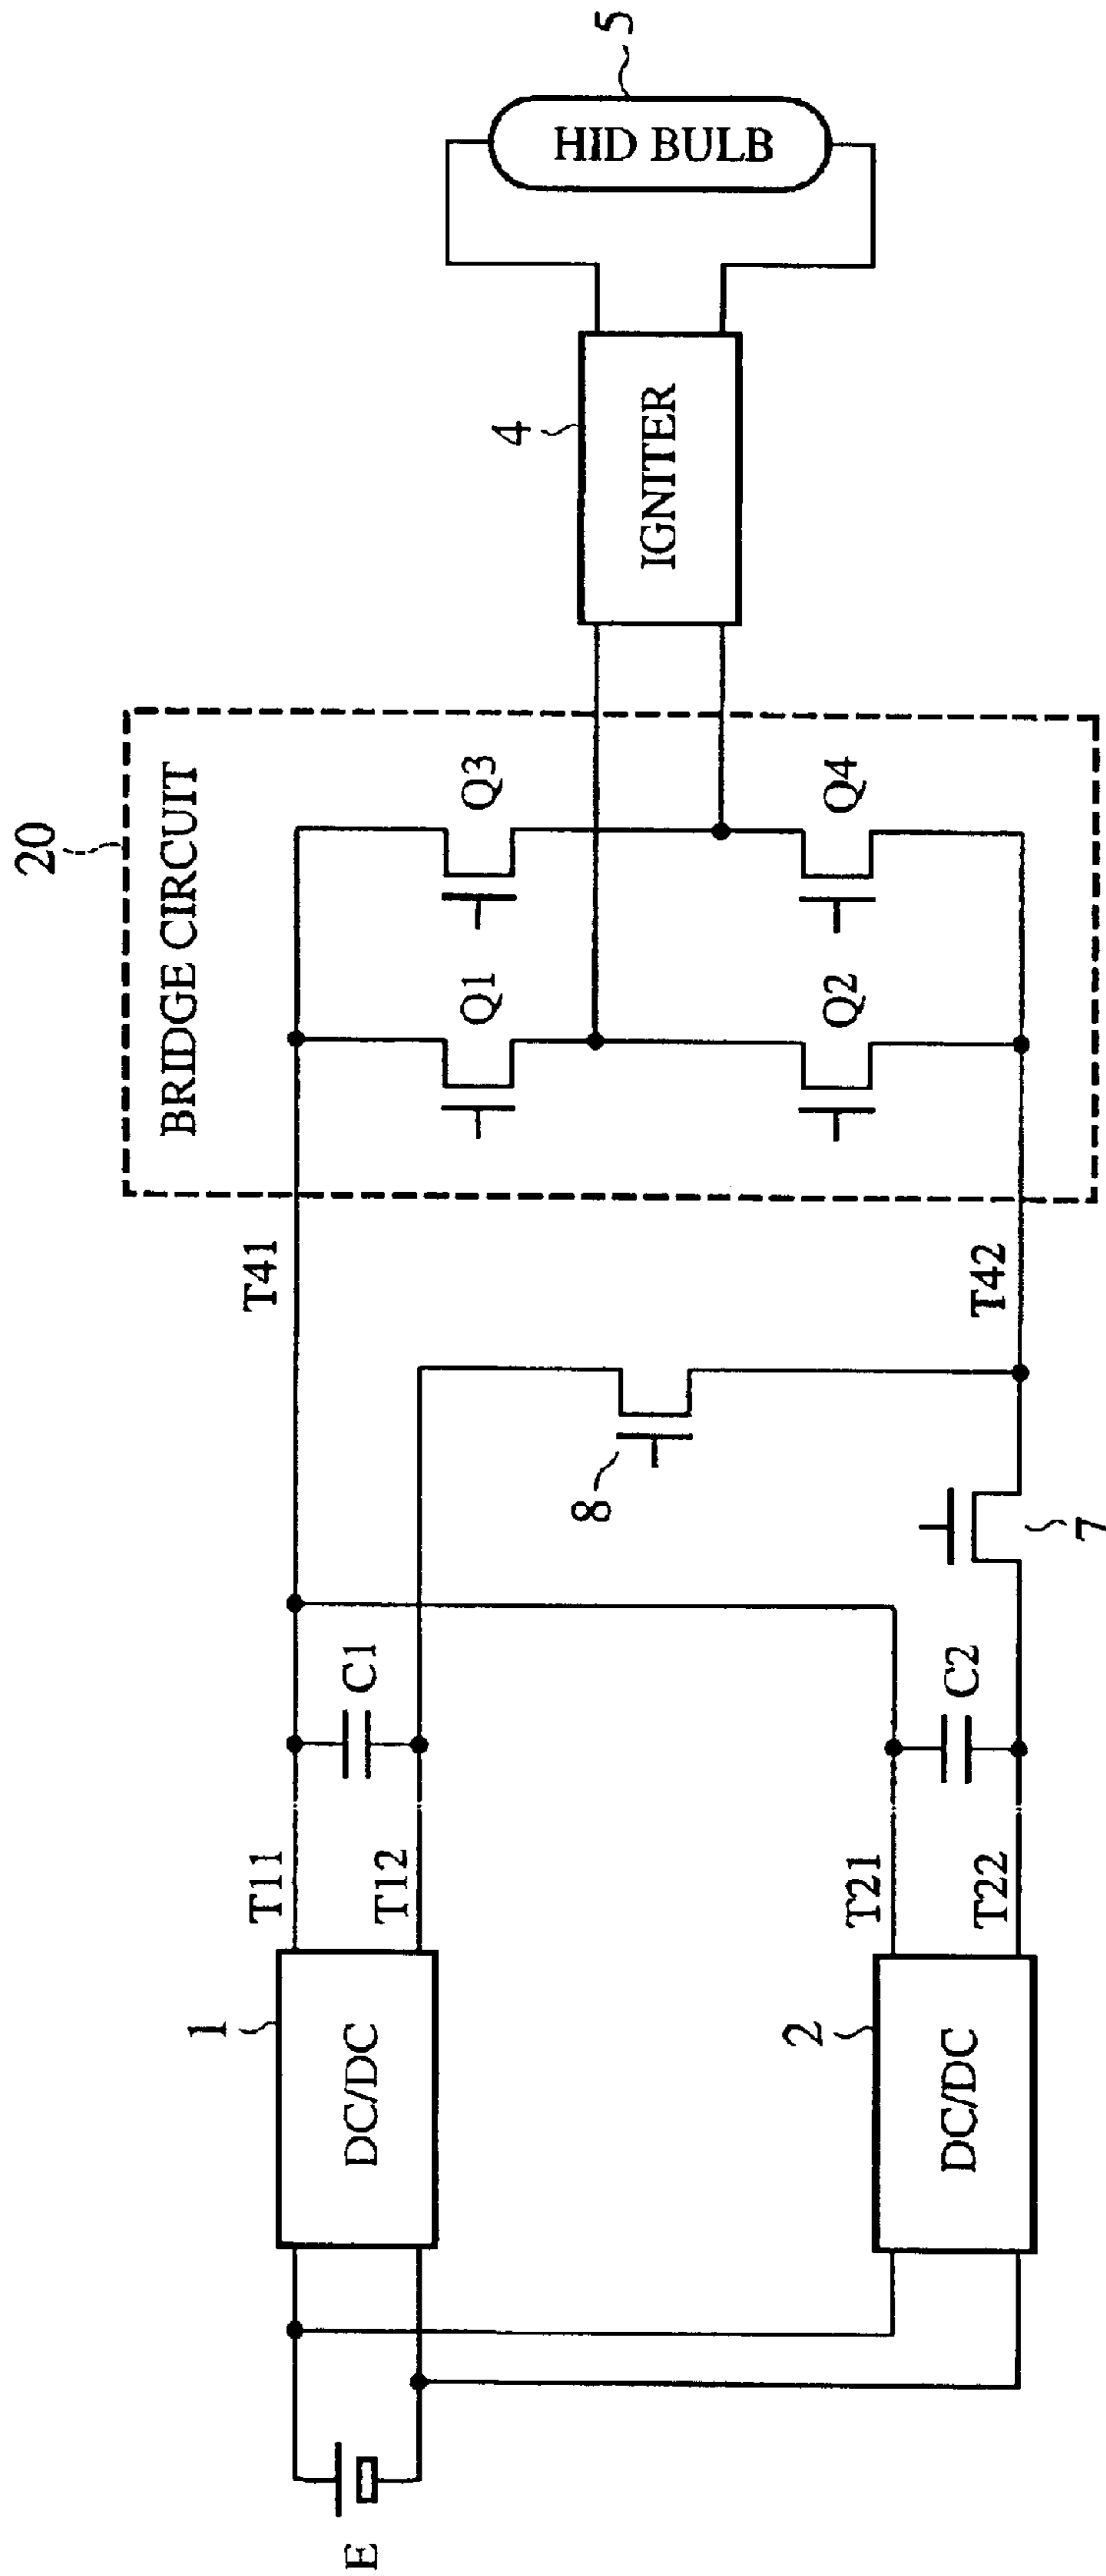 20
BRIDGE CIRCUIT
T41
T42
Q1
Q3
Q2
Q4
4
IGNITER
5
HID BULB
8
7
T11
C1
T12
T21
C2
T22
1
DC/DC
2
DC/DC
E